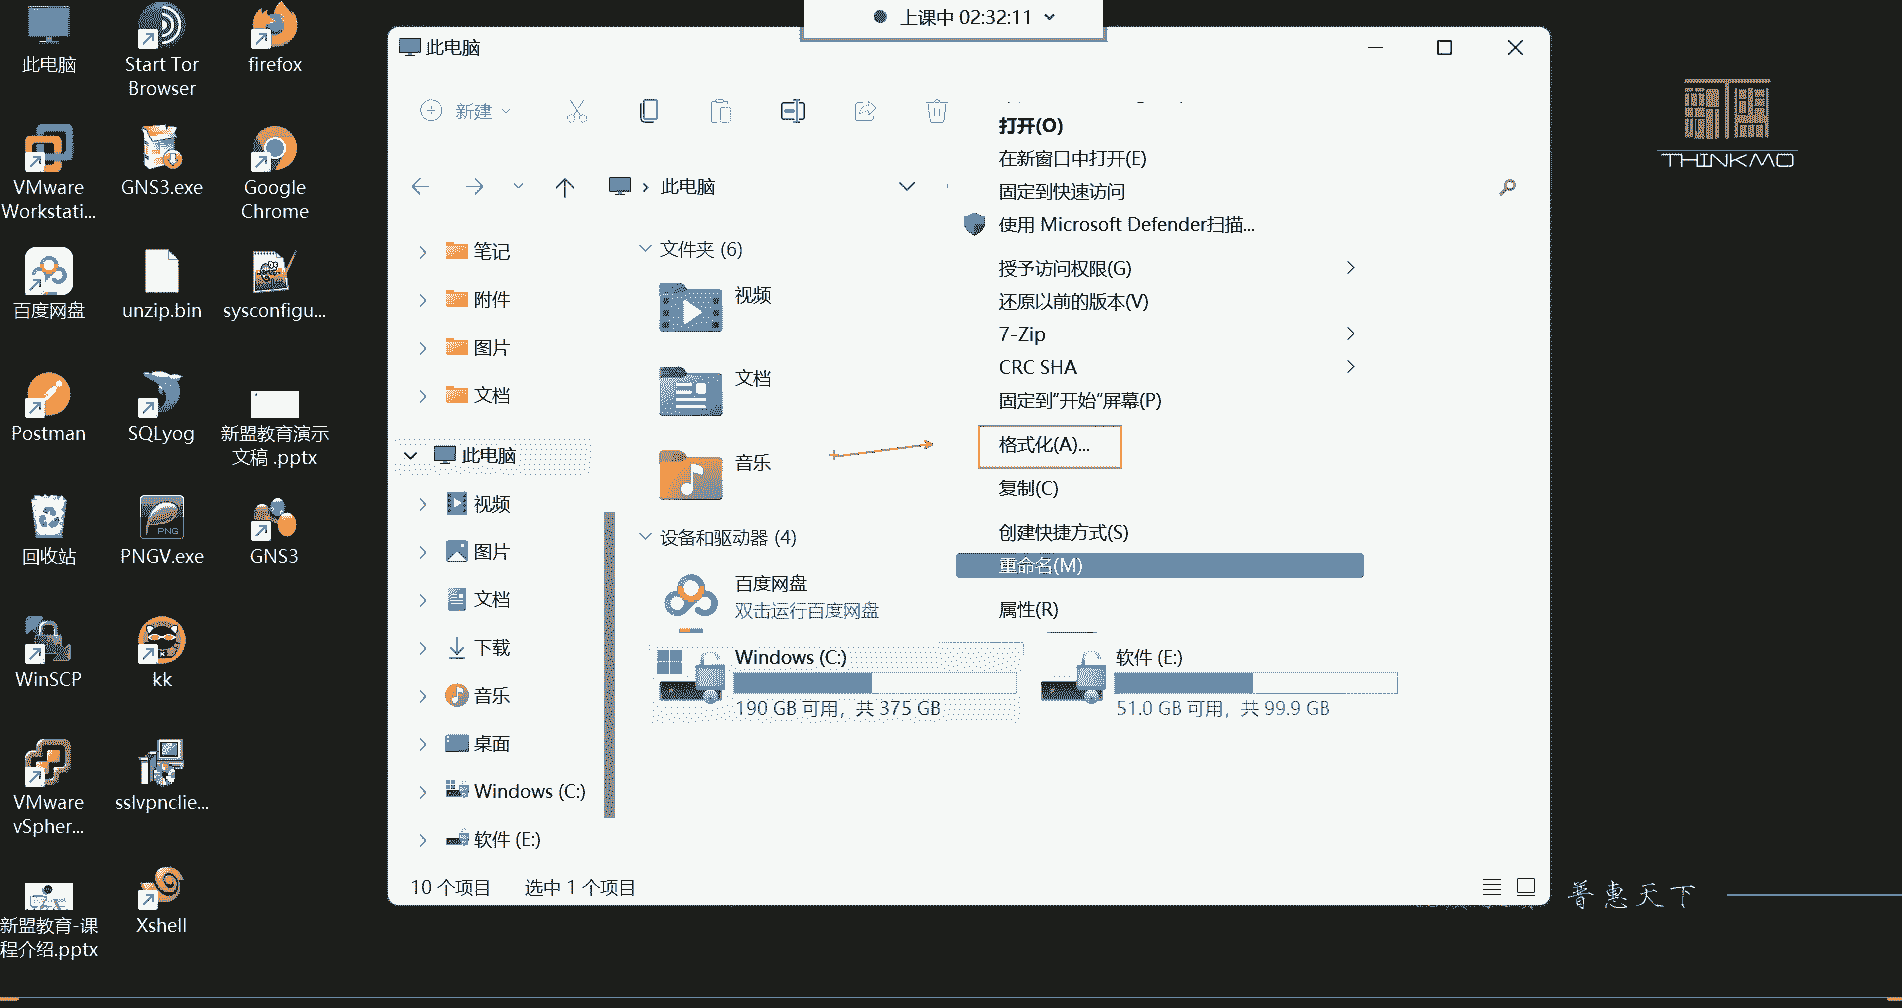 上课中 02:32:11
此电脑
Start Tor
Browser
firefox
VMware
Workstati...
GNS3.exe
Google
Chrome
百度网盘
unzip.bin
sysconfigu...
Postman
SQLyog
新盟教育演示
文稿 .pptx
回收站
PNGV.exe
PNG
GNS3
WinSCP
kk
VMware
vSpher...
sslvpnclie...
新盟教育-课
程介绍.pptx
Xshell
此电脑
新建
此电脑
笔记
附件
图片
文档
此电脑
视频
图片
文档
下载
音乐
桌面
Windows (C:)
软件 (E:)
文件夹 (6)
视频
文档
音乐
设备和驱动器 (4)
百度网盘
双击运行百度网盘
Windows (C:)
190 GB 可用，共 375 GB
软件 (E:)
51.0 GB 可用，共 99.9 GB
打开(O)
在新窗口中打开(E)
固定到快速访问
使用 Microsoft Defender扫描...
授予访问权限(G)
还原以前的版本(V)
7-Zip
CRC SHA
固定到"开始"屏幕(P)
格式化(A)...
复制(C)
创建快捷方式(S)
重命名(M)
属性(R)
10 个项目
选中 1 个项目
新盟
THINKMO
普惠天下